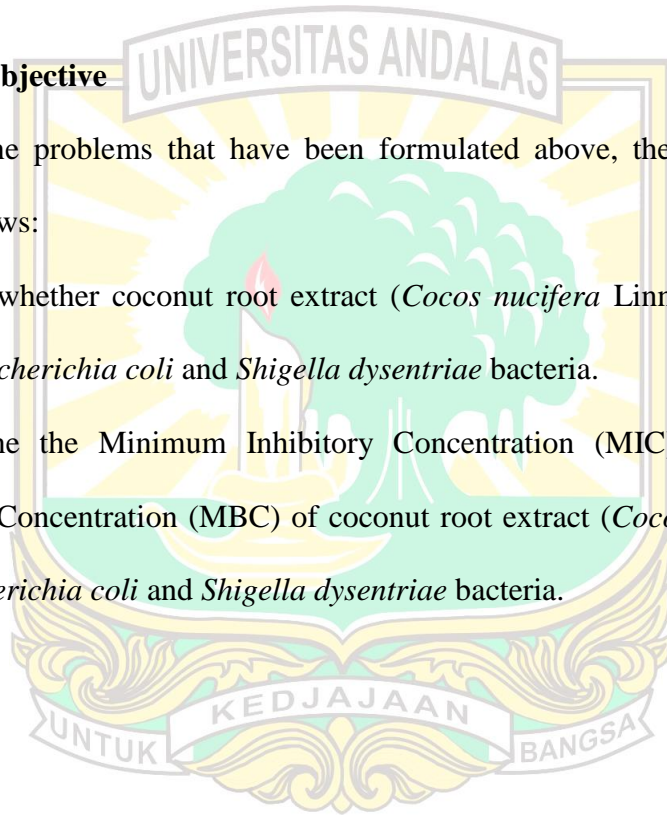 UNIVERSITAS ANDALAS
bjective
ne problems that have been formulated above, the
ws:
whether coconut root extract (Cocos nucifera Linn
cherichia coli and Shigella dysentriae bacteria.
ne the Minimum Inhibitory Concentration (MIC
Concentration (MBC) of coconut root extract (Coco
erichia coli and Shigella dysentriae bacteria.
UNTUK KEDJAJAAN BANGSA